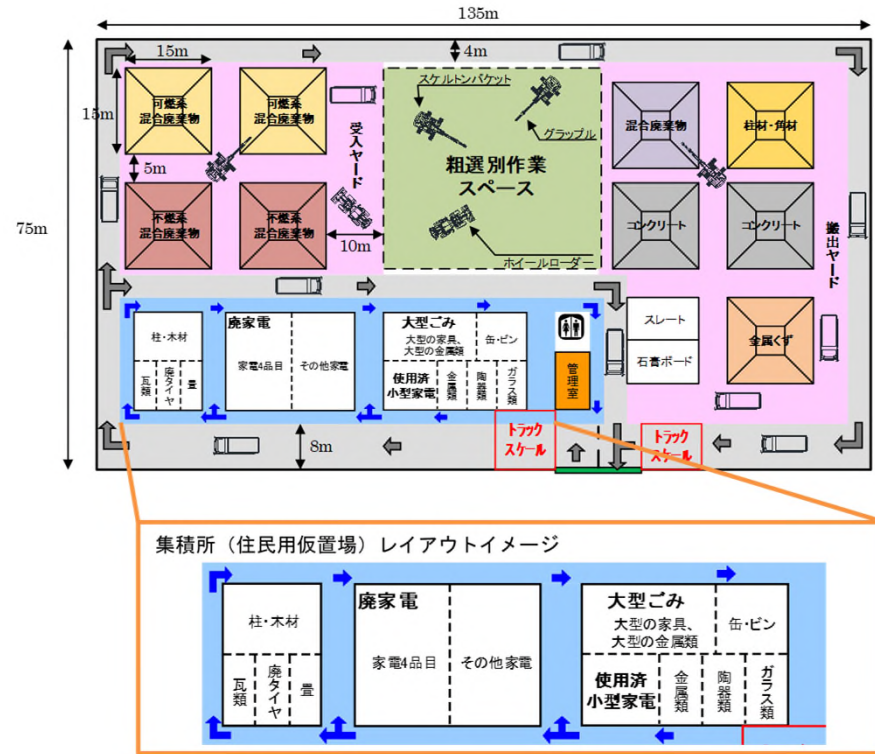 135m
15m
4m
15m
可燃系
混合廃棄物
可燃系
混合廃棄物
受入ヤード
スケルトンバケット
グラップル
粗選別作業
スペース
ホイールローダー
混合廃棄物
柱材・角材
5m
不燃系
混合廃棄物
不燃系
混合廃棄物
10m
コンクリート
コンクリート
搬出ヤード
75m
柱・木材
瓦類
廃タイヤ
畳
廃家電
家電4品目
その他家電
大型ごみ
大型の家具、
大型の金属類
缶・ビン
使用済
小型家電
金属類
陶器類
ガラス類
管理室
スレート
石膏ボード
金属くず
8m
トラック
スケール
トラック
スケール
集積所（住民用仮置場）レイアウトイメージ
柱・木材
瓦類
廃タイヤ
畳
廃家電
家電4品目
その他家電
大型ごみ
大型の家具、
大型の金属類
缶・ビン
使用済
小型家電
金属類
陶器類
ガラス類